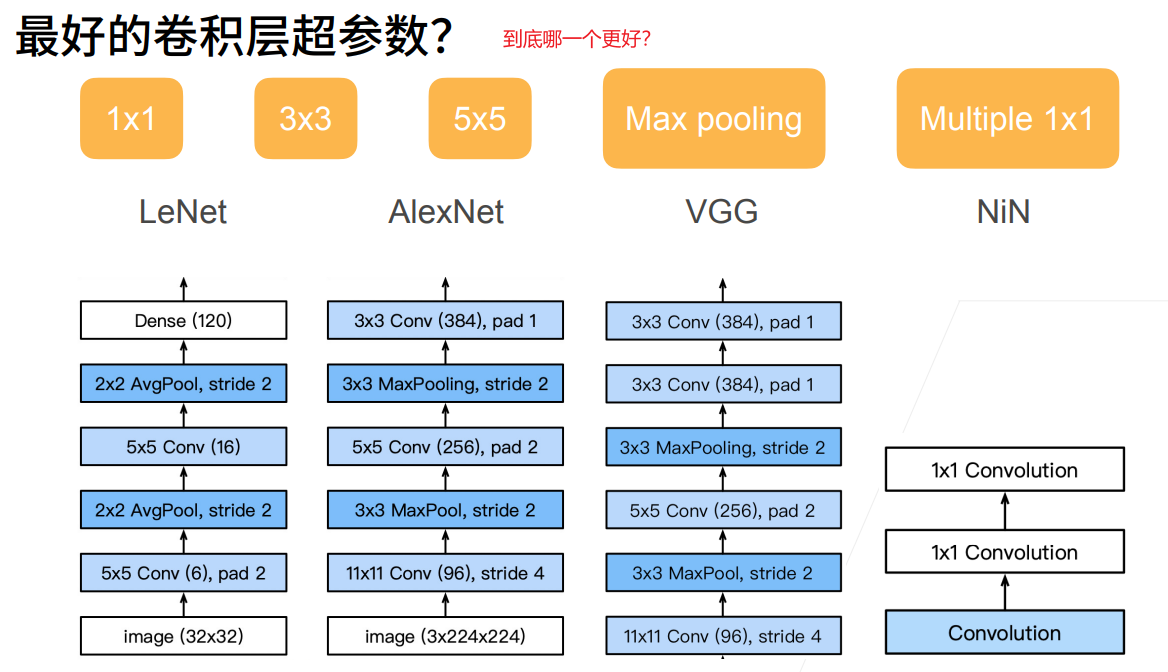 最好的卷积层超参数？
到底哪一个更好？
1x1
3x3
5x5
Max pooling
Multiple 1x1
LeNet
AlexNet
VGG
NiN
Dense (120)
2x2 AvgPool, stride 2
5x5 Conv (16)
2x2 AvgPool, stride 2
5x5 Conv (6), pad 2
image (32x32)
3x3 Conv (384), pad 1
3x3 MaxPooling, stride 2
5x5 Conv (256), pad 2
3x3 MaxPool, stride 2
11x11 Conv (96), stride 4
image (3x224x224)
3x3 Conv (384), pad 1
3x3 Conv (384), pad 1
3x3 MaxPooling, stride 2
5x5 Conv (256), pad 2
3x3 MaxPool, stride 2
11x11 Conv (96), stride 4
1x1 Convolution
1x1 Convolution
Convolution